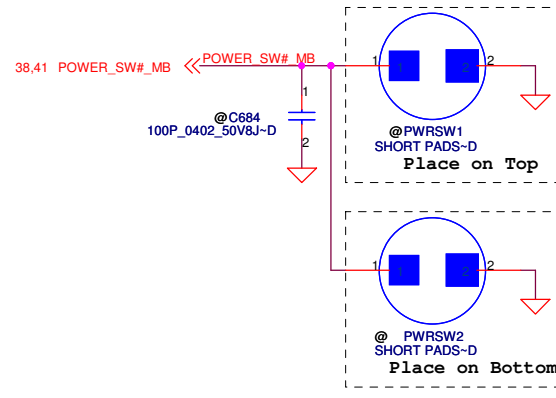 38,41 POWER_SW#_MB
POWER_SW#_MB
1 1 2 2
1
@C684
100P_0402_50V8J~D
2
@PWRSW1
SHORT PADS~D
Place on Top
1 1 2 2
@ PWRSW2
SHORT PADS~D
Place on Bottom